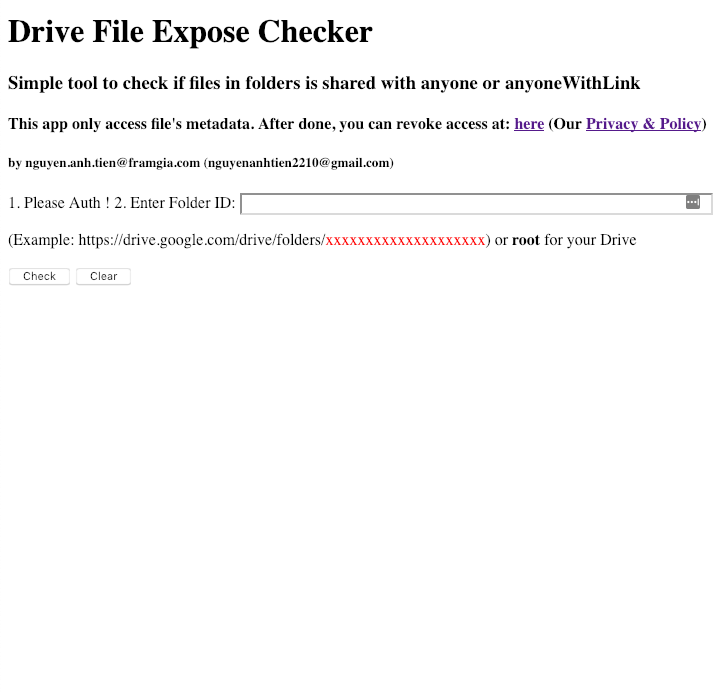 Drive File Expose Checker
Simple tool to check if files in folders is shared with anyone or anyoneWithLink
This app only access file's metadata. After done, you can revoke access at: here (Our Privacy & Policy)
by nguyen.anh.tien@framgia.com (nguyenanhtien2210@gmail.com)
1. Please Auth ! 2. Enter Folder ID:
(Example: https://drive.google.com/drive/folders/xxxxxxxxxxxxxxxxxxxx) or root for your Drive
Check Clear